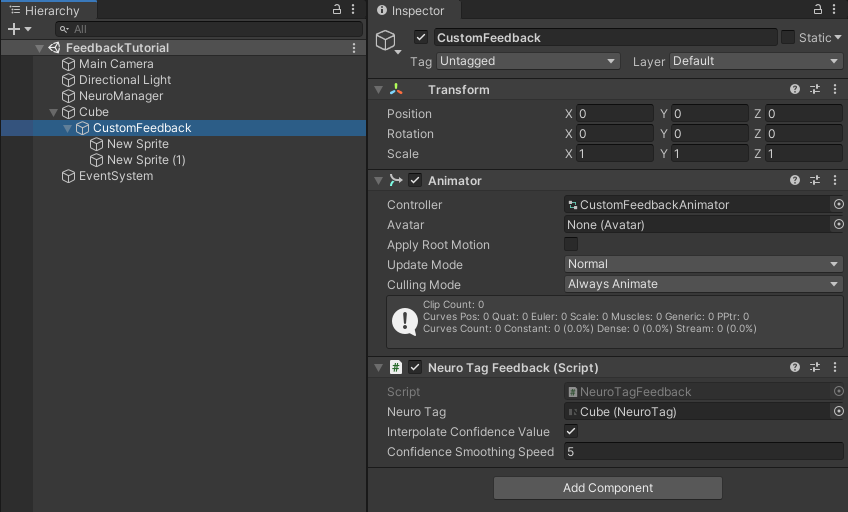 Hierarchy
All
FeedbackTutorial
Main Camera
Directional Light
NeuroManager
Cube
CustomFeedback
New Sprite
New Sprite (1)
EventSystem
Inspector
CustomFeedback Static
Tag Untagged Layer Default
Transform
Position X 0 Y 0 Z 0
Rotation X 0 Y 0 Z 0
Scale X 1 Y 1 Z 1
Animator
Controller CustomFeedbackAnimator
Avatar None (Avatar)
Apply Root Motion
Update Mode Normal
Culling Mode Always Animate
Clip Count: 0
Curves Pos: 0 Quat: 0 Euler: 0 Scale: 0 Muscles: 0 Generic: 0 PPtr: 0
Curves Count: 0 Constant: 0 (0.0%) Dense: 0 (0.0%) Stream: 0 (0.0%)
# Neuro Tag Feedback (Script)
Script # NeuroTagFeedback
Neuro Tag Cube (NeuroTag)
Interpolate Confidence Value
Confidence Smoothing Speed 5
Add Component